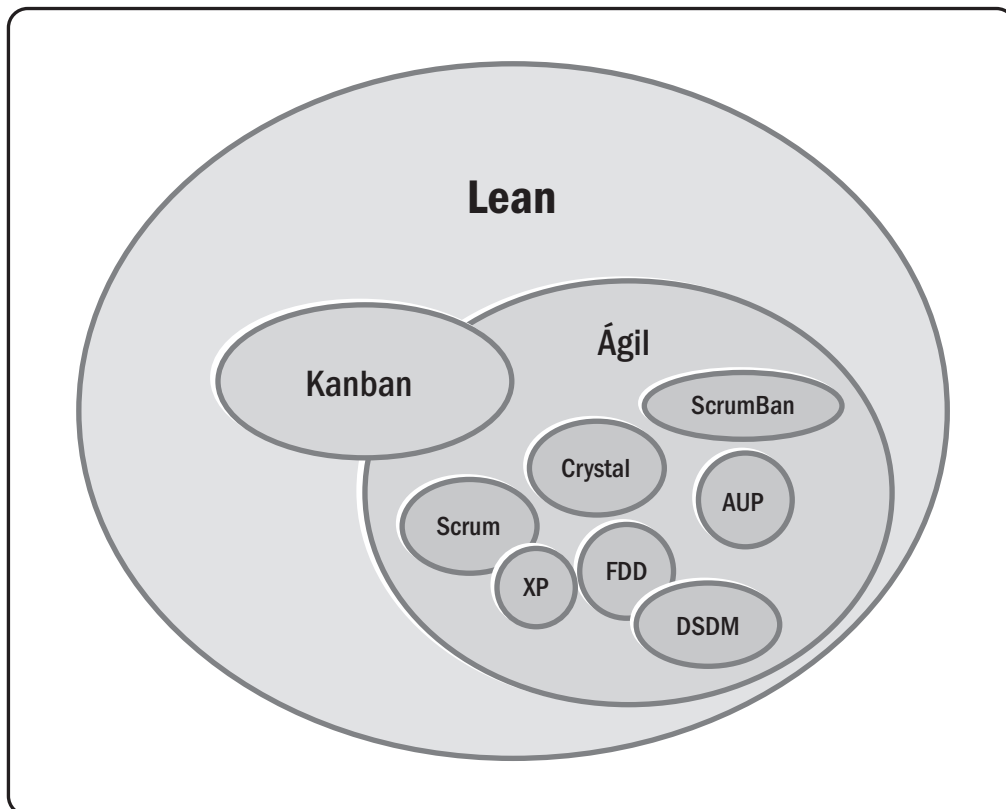 Lean
Ágil
Kanban
ScrumBan
Crystal
AUP
Scrum
FDD
XP
DSDM